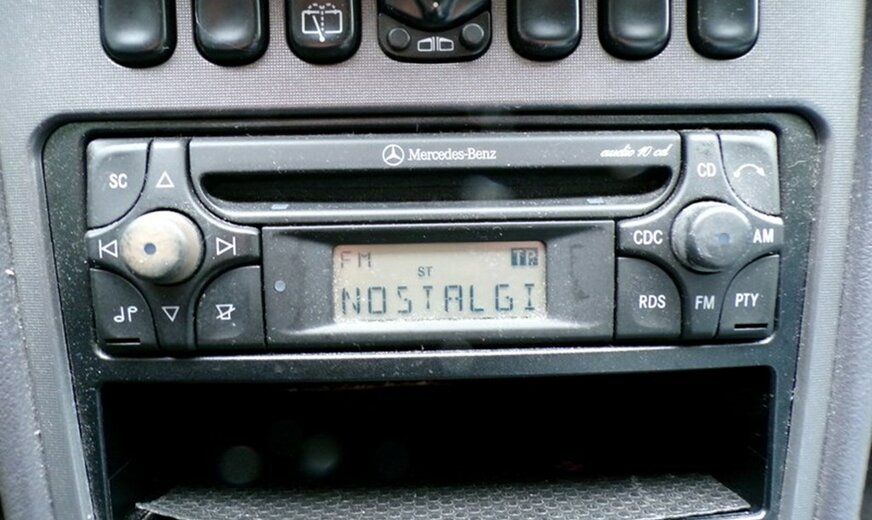 Mercedes-Benz audio 10 cd
SC CD
CDC AM
FM TP
ST
NOSTALGI
RDS FM PTY